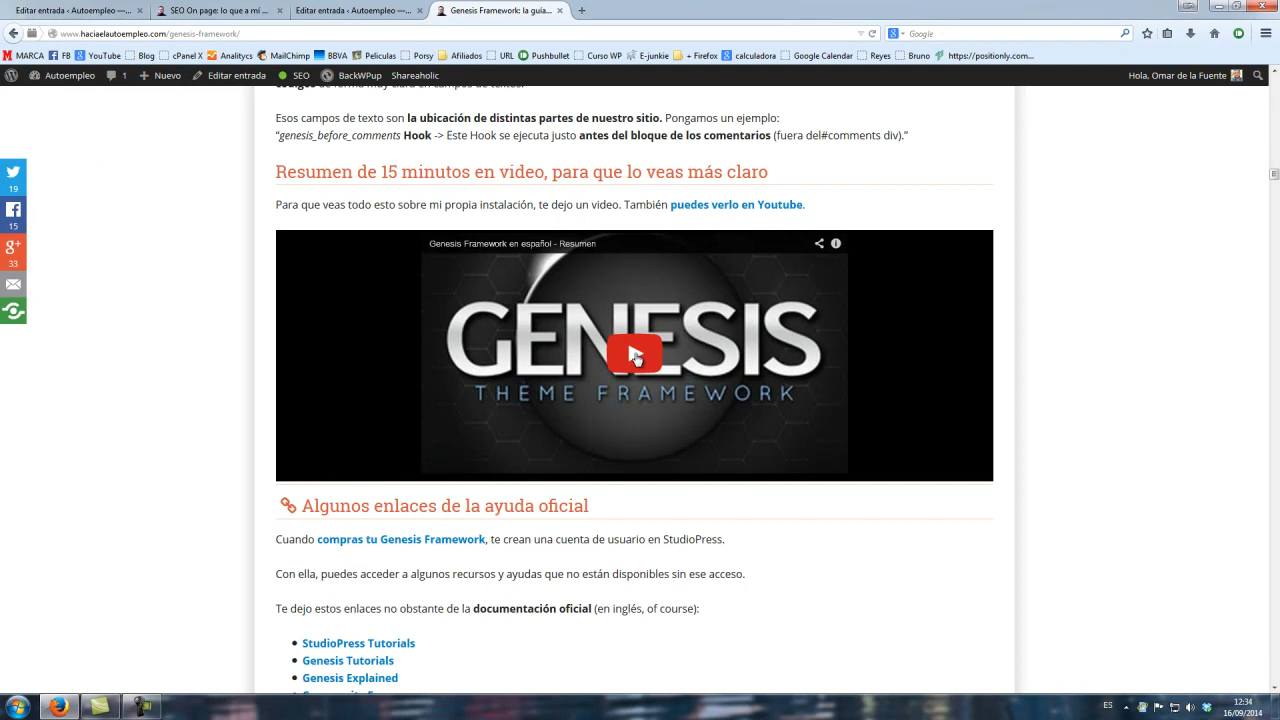 Editar entrada ‹ Autoempleo —...
SEO On page: lo que a mí ...
Editar entrada ‹ Autoempleo —...
Genesis Framework: la guía...
www.haciaelautoempleo.com/genesis-framework/
Google
MARCA
FB
YouTube
Blog
cPanel X
Analitycs
MailChimp
BBVA
Peliculas
Porsy
Afiliados
URL
Pushbullet
Curso WP
E-junkie
+ Firefox
calculadora
Google Calendar
Reyes
Bruno
https://positionly.com...
Autoempleo
1
Nuevo
Editar entrada
SEO
BackWPup
Shareaholic
Hola, Omar de la Fuente
Esos campos de texto son la ubicación de distintas partes de nuestro sitio. Pongamos un ejemplo:
“genesis_before_comments Hook -> Este Hook se ejecuta justo antes del bloque de los comentarios (fuera del#comments div).”
Resumen de 15 minutos en video, para que lo veas más claro
19
15
33
Para que veas todo esto sobre mi propia instalación, te dejo un video. También puedes verlo en Youtube.
Genesis Framework en español - Resumen
GENESIS
THEME FRAMEWORK
Algunos enlaces de la ayuda oficial
Cuando compras tu Genesis Framework, te crean una cuenta de usuario en StudioPress.
Con ella, puedes acceder a algunos recursos y ayudas que no están disponibles sin ese acceso.
Te dejo estos enlaces no obstante de la documentación oficial (en inglés, of course):
StudioPress Tutorials
Genesis Tutorials
Genesis Explained
ES
12:34
16/09/2014